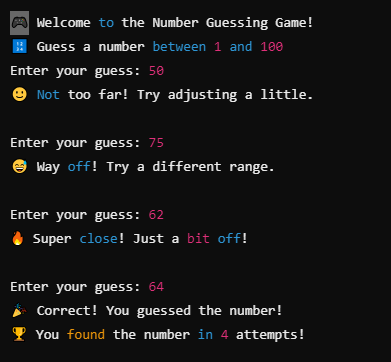 🎮 Welcome to the Number Guessing Game!
🔢 Guess a number between 1 and 100
Enter your guess: 50
🙂 Not too far! Try adjusting a little.
Enter your guess: 75
😅 Way off! Try a different range.
Enter your guess: 62
🔥 Super close! Just a bit off!
Enter your guess: 64
🎉 Correct! You guessed the number!
🏆 You found the number in 4 attempts!